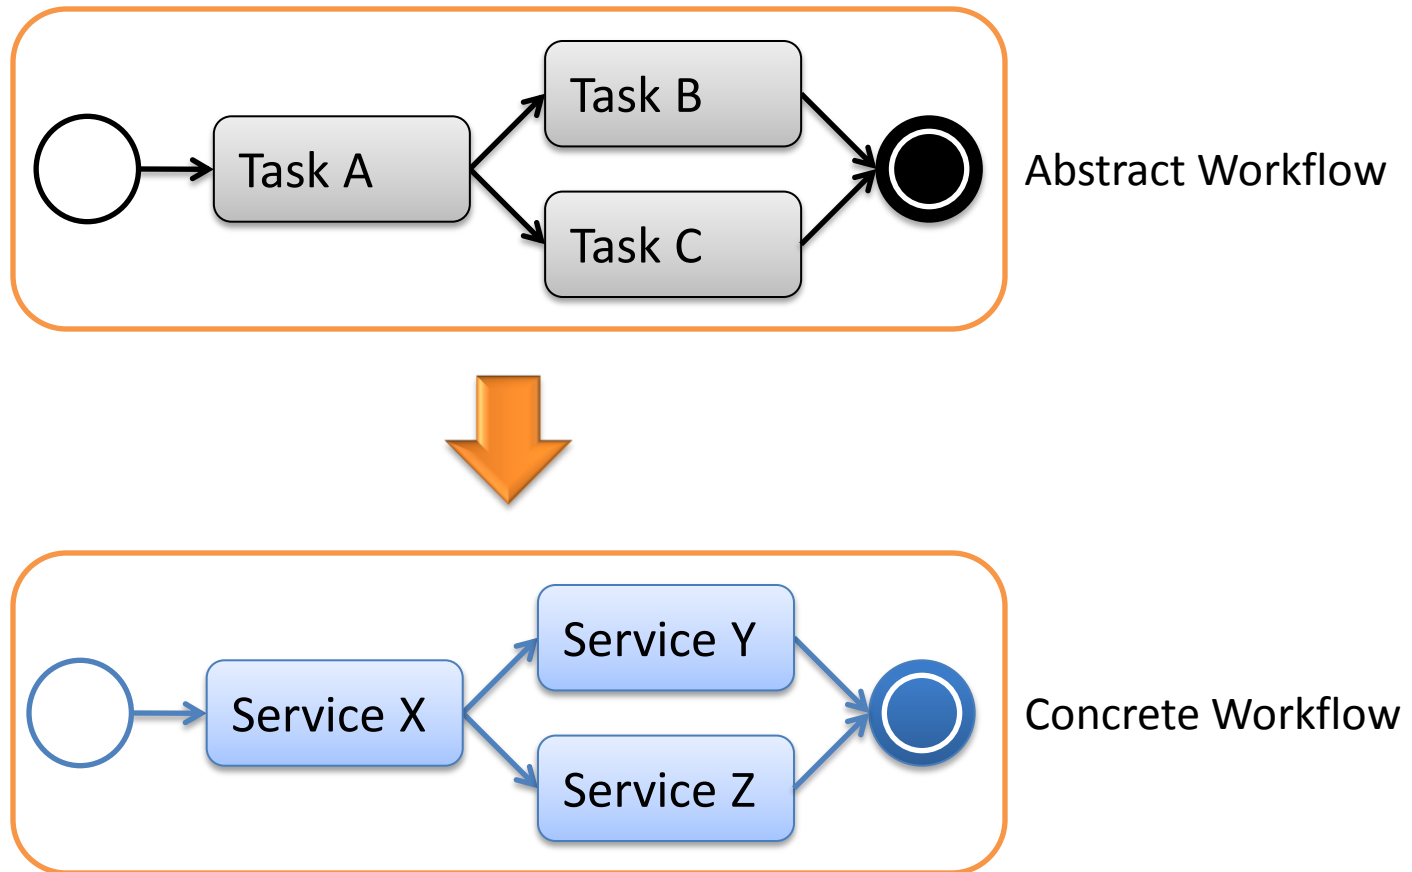 Task B
Task A
Abstract Workflow
Task C
Service Y
Service X
Concrete Workflow
Service Z